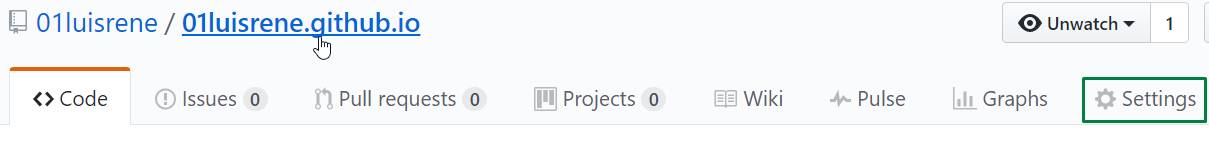 01luisrene / 01luisrene.github.io Unwatch 1
Code Issues 0 Pull requests 0 Projects 0 Wiki Pulse Graphs Settings